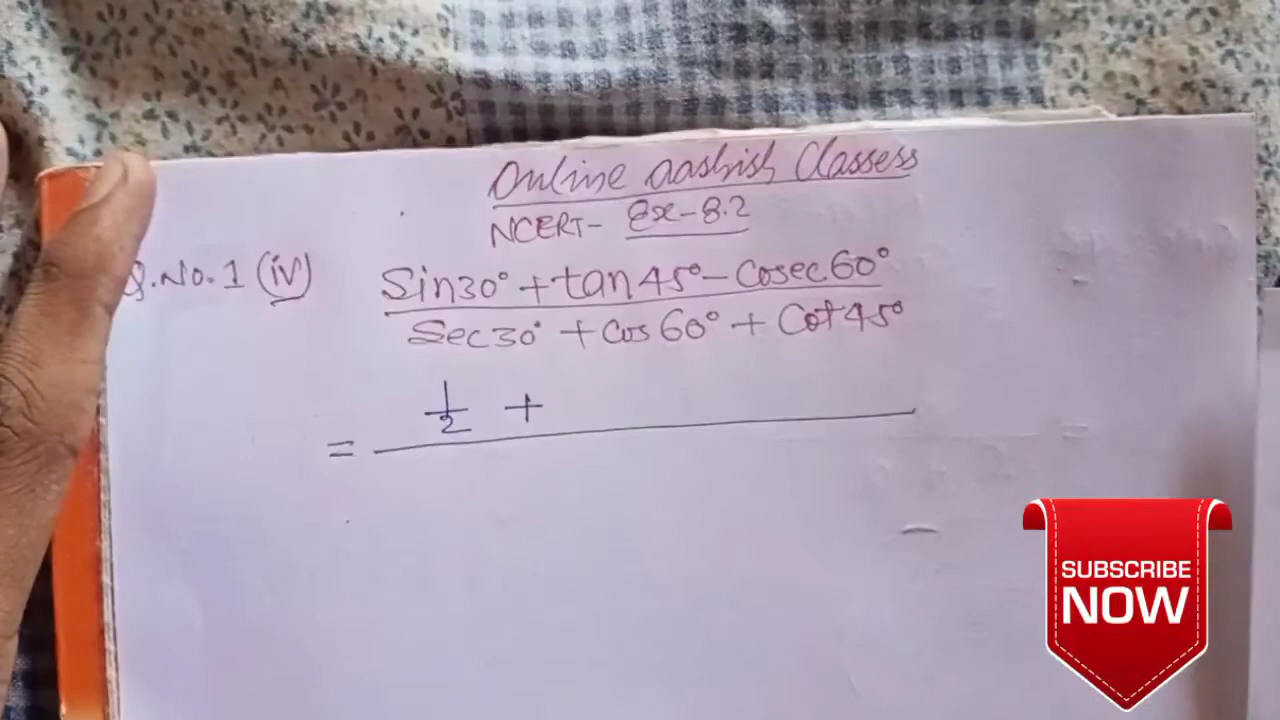 Online aashish Classess
NCERT- Ex-8.2
Q.No.1 (iv) Sin30° + tan45° - Cosec60°
Sec30° + Cos60° + Cot45°
1/2 +
=
SUBSCRIBE
NOW